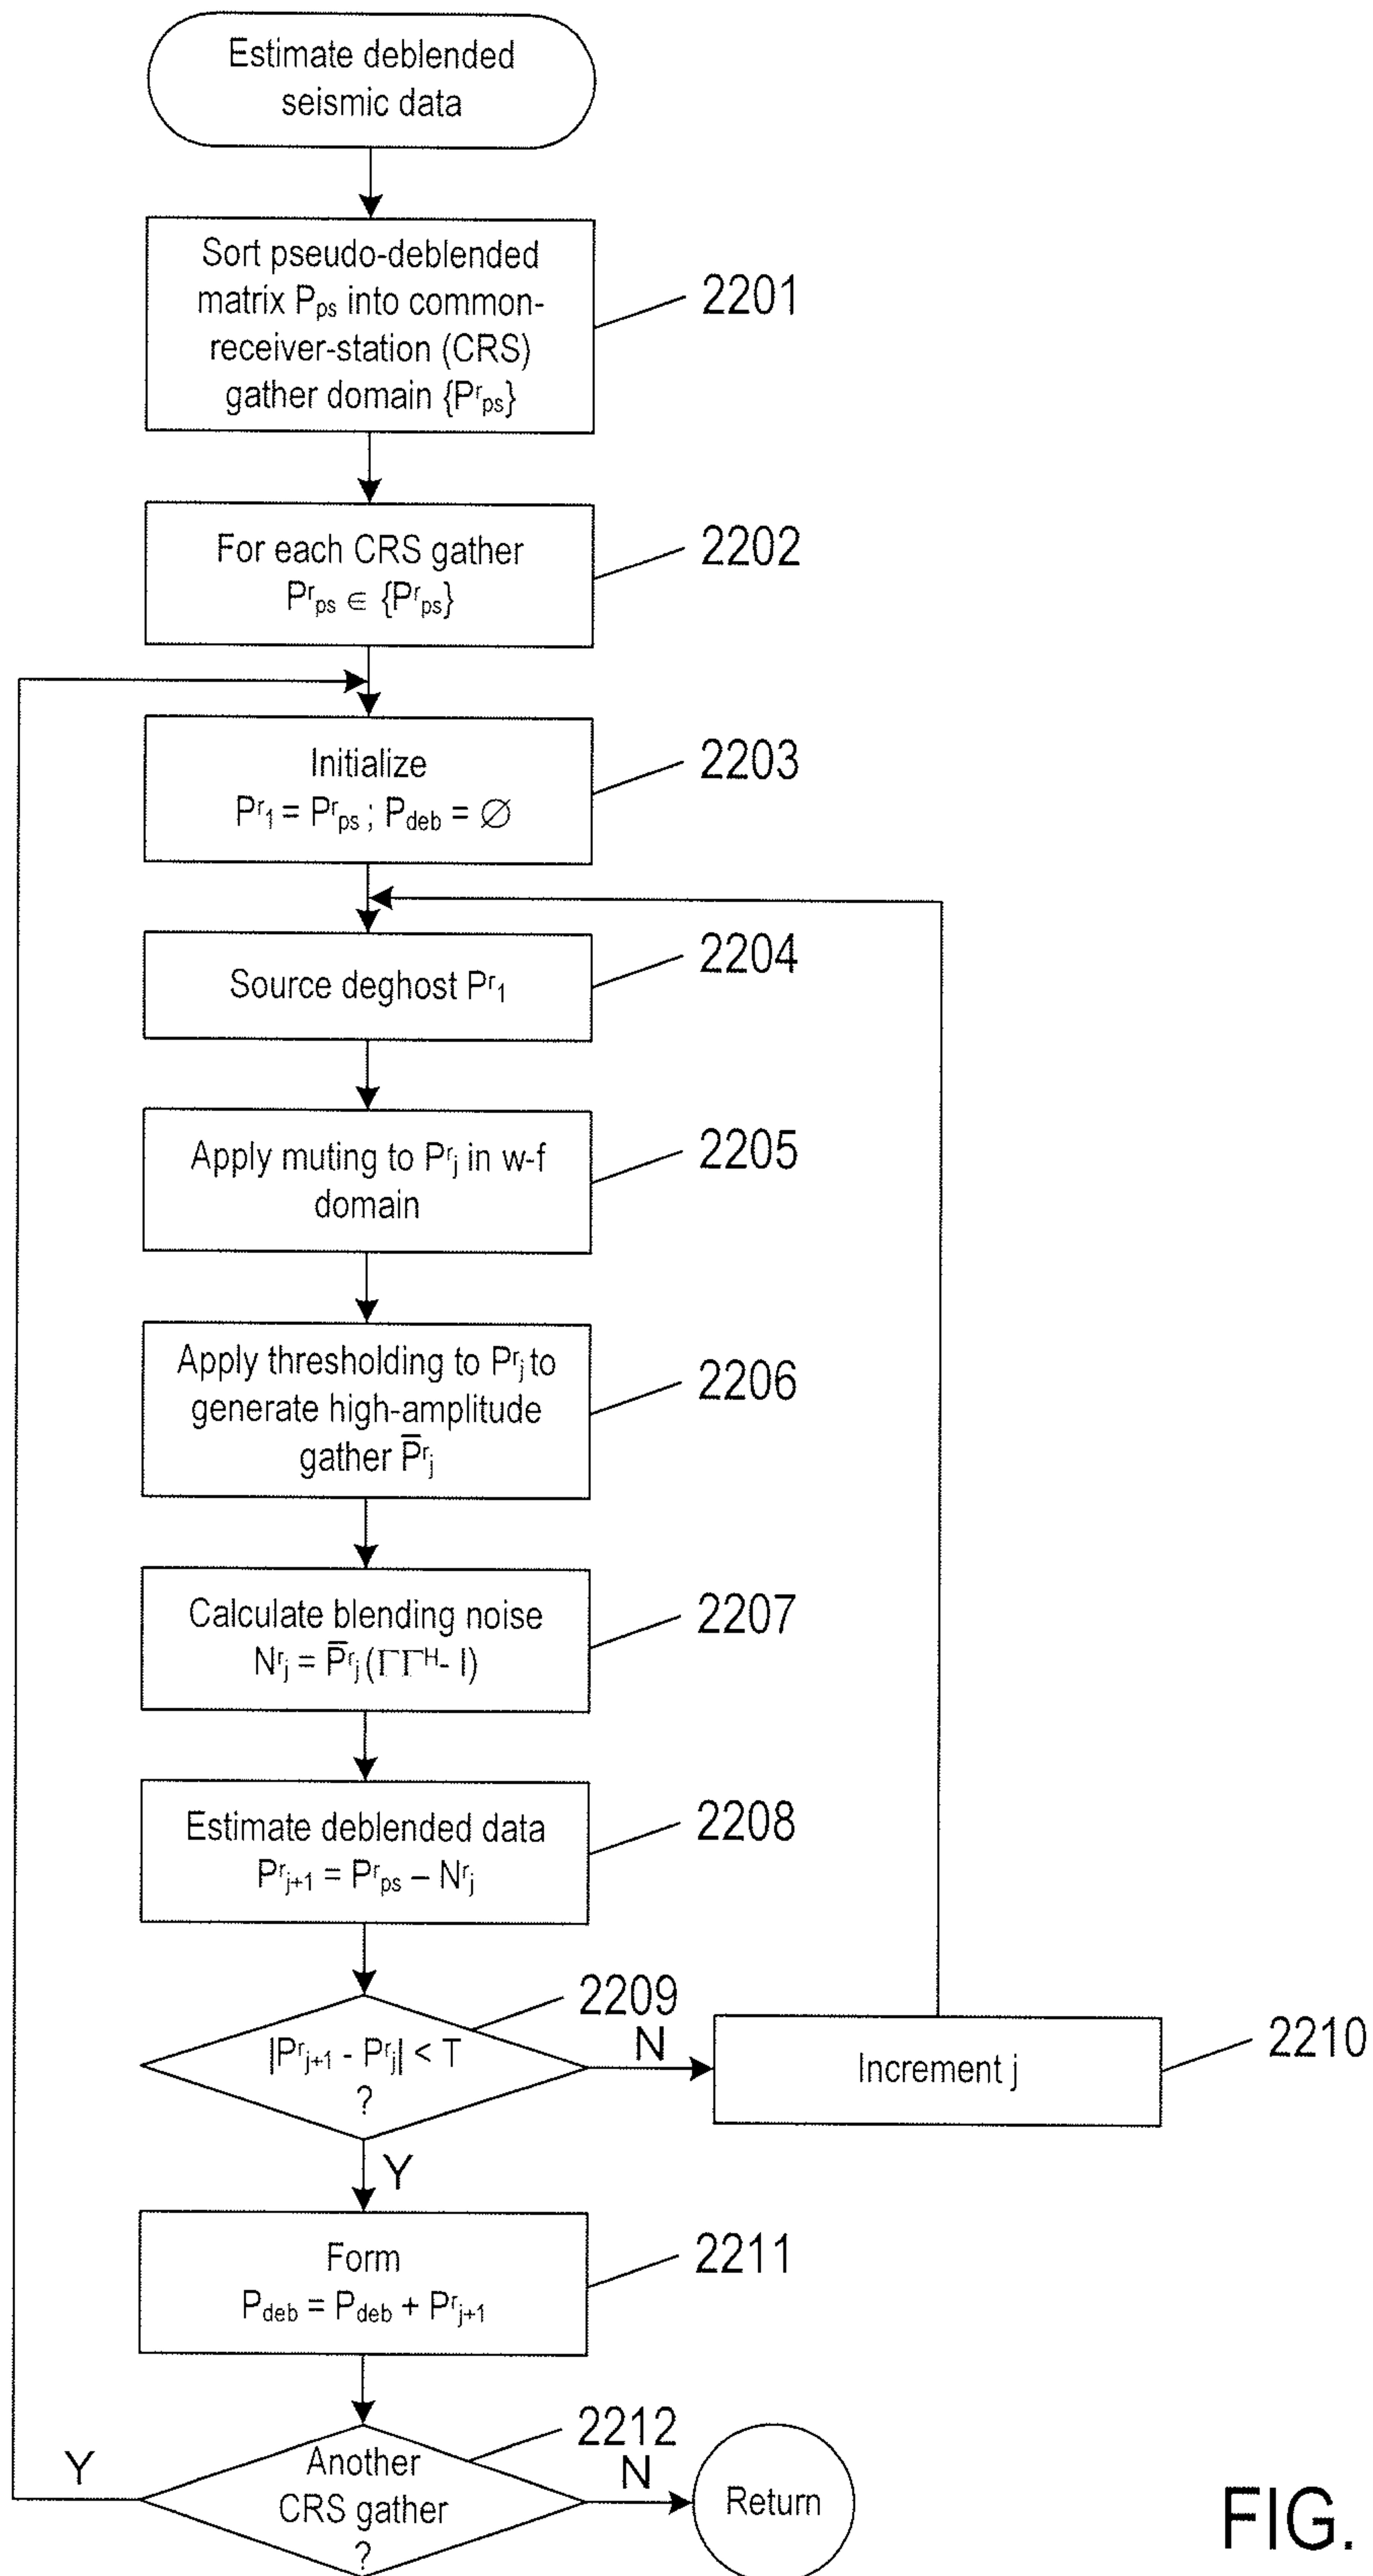 Estimate deblended
seismic data
Sort pseudo-deblended
matrix Pps into common-
receiver-station (CRS)
gather domain {Prps}
2201
For each CRS gather
Prps ∈ {Prps}
2202
Initialize
Pr1 = Prps ; Pdeb = ∅
2203
Source deghost Pr1
2204
Apply muting to Prj in w-f
domain
2205
Apply thresholding to Prj to
generate high-amplitude
gather P̅rj
2206
Calculate blending noise
Nrj = P̅rj (ΓΓH- I)
2207
Estimate deblended data
Prj+1 = Prps – Nrj
2208
|Prj+1 - Prj| < T
?
2209
N
Increment j
2210
Y
Form
Pdeb = Pdeb + Prj+1
2211
Another
CRS gather
?
2212
Y
N
Return
FIG.